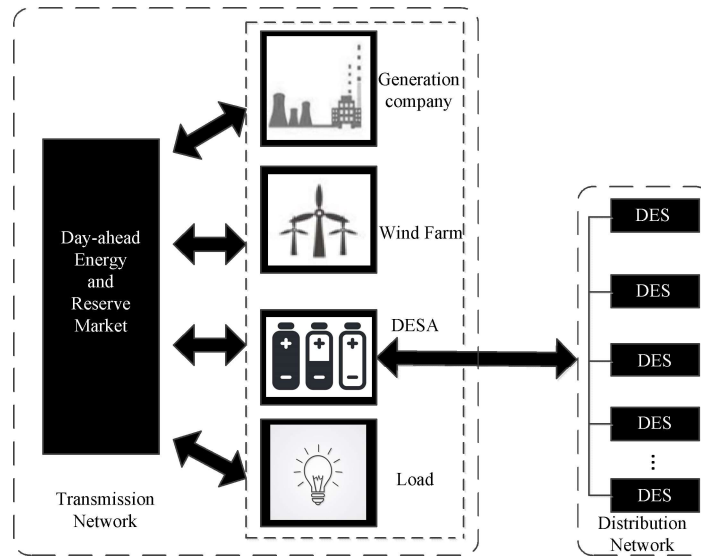 Generation
company
Day-ahead
Energy
and
Reserve
Market
Wind Farm
DESA
Load
Transmission
Network
DES
DES
DES
DES
...
DES
Distribution
Network